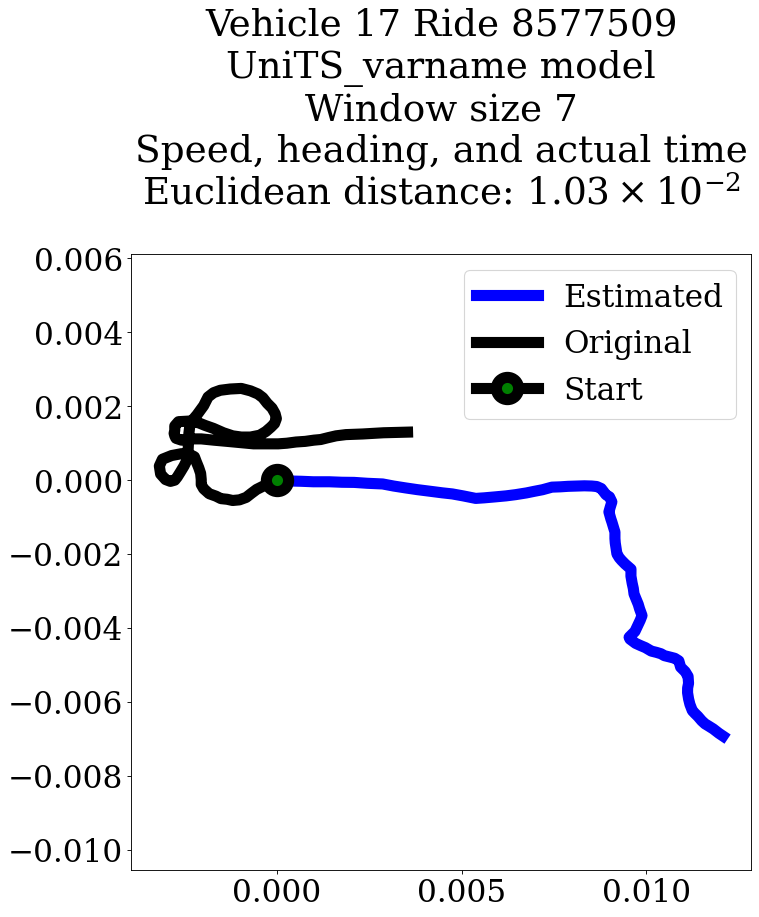 Vehicle 17 Ride 8577509
UniTS_varname model
Window size 7
Speed, heading, and actual time
Euclidean distance: 1.03 × 10⁻²
Estimated
Original
Start
0.006
0.004
0.002
0.000
−0.002
−0.004
−0.006
−0.008
−0.010
0.000 0.005 0.010